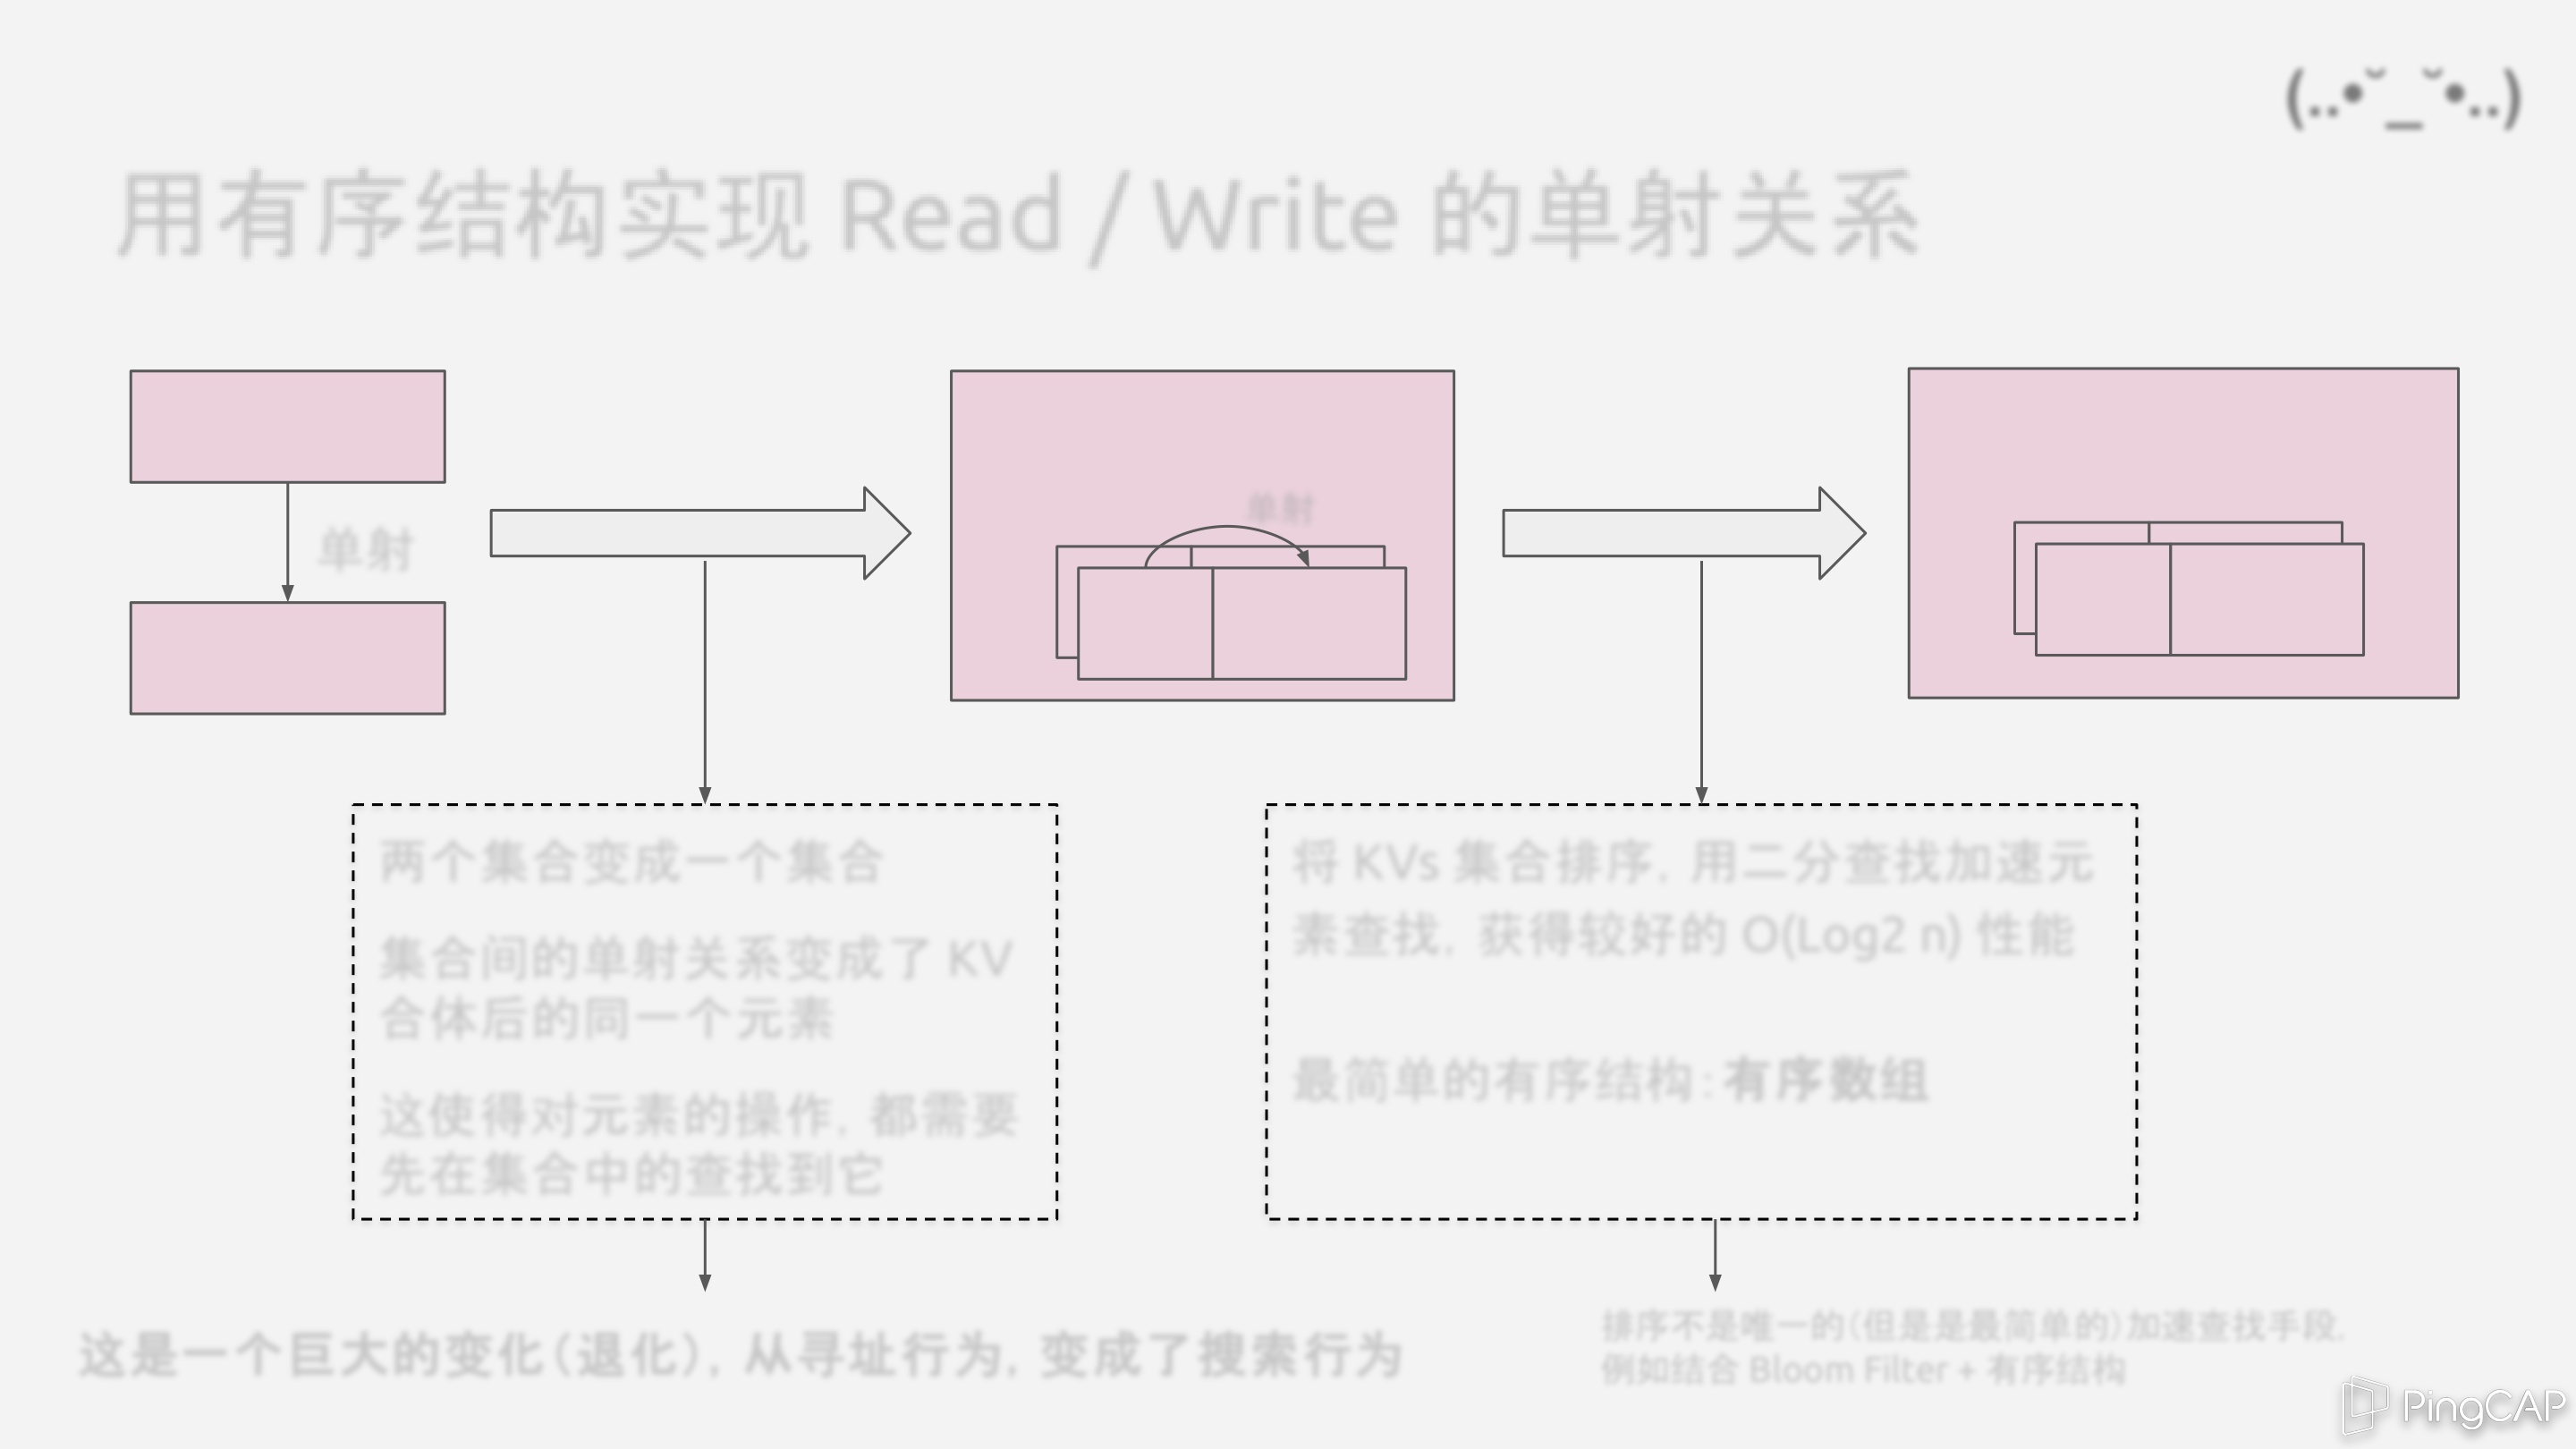 (..•˘_˘•..)
用有序结构实现 Read / Write 的单射关系
单射
单射
两个集合变成一个集合
集合间的单射关系变成了 KV
合体后的同一个元素
这使得对元素的操作，都需要
先在集合中的查找到它
将 KVs 集合排序，用二分查找加速元
素查找，获得较好的 O(Log2 n) 性能
最简单的有序结构：有序数组
这是一个巨大的变化（退化），从寻址行为，变成了搜索行为
排序不是唯一的（但是是最简单的）加速查找手段，
例如结合 Bloom Filter + 有序结构
PingCAP